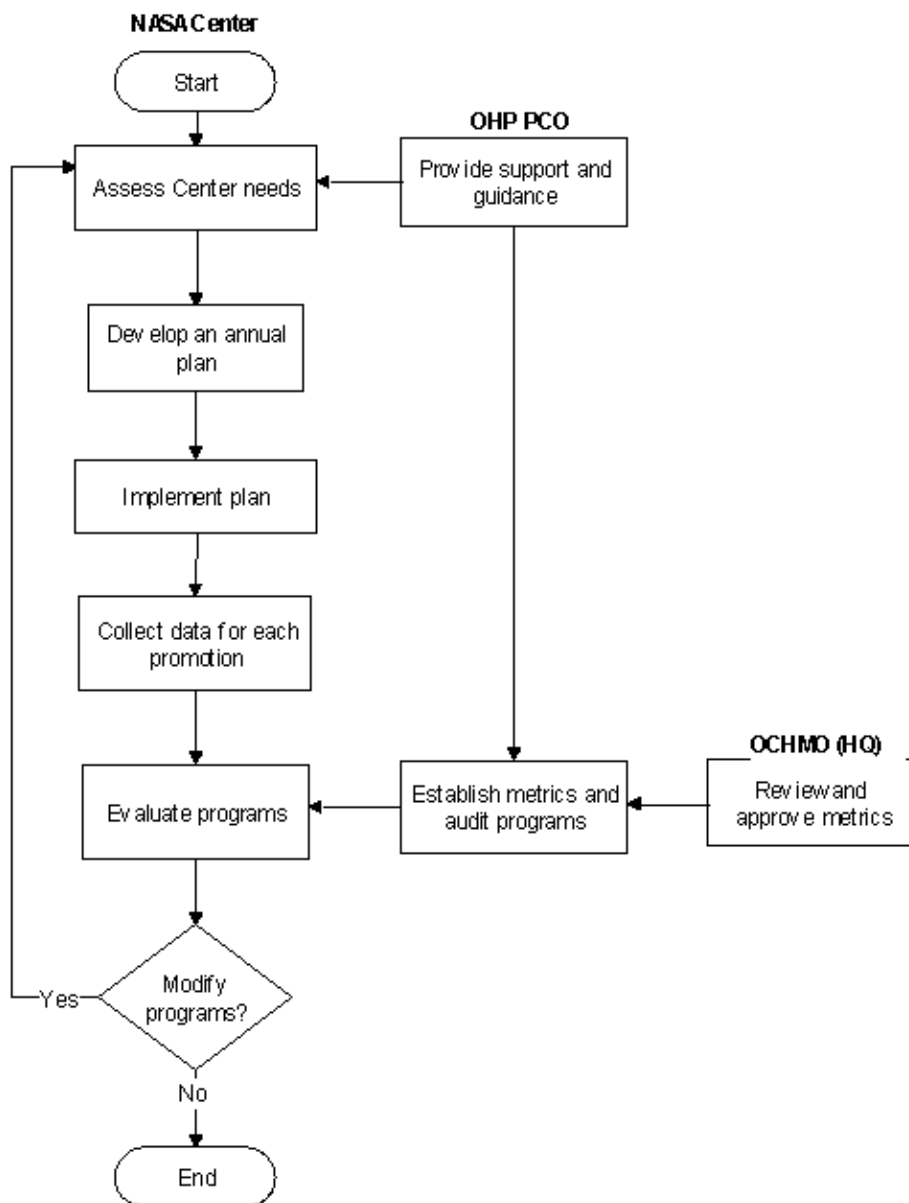 NASA Center
Start
OHP PCO
Provide support and
guidance
Assess Center needs
Develop an annual
plan
Implement plan
Collect data for each
promotion
OCHMO (HQ)
Evaluate programs
Establish metrics and
audit programs
Review and
approve metrics
Modify
programs?
Yes
No
End